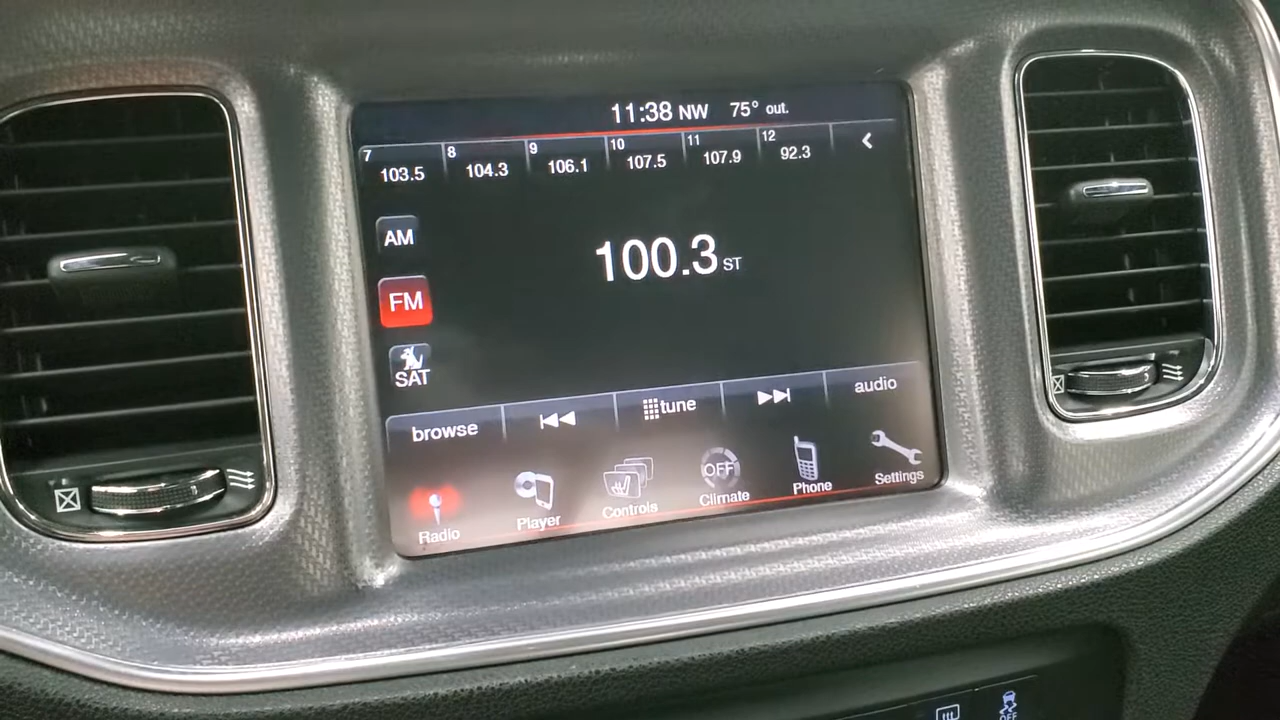 11:38 NW 75° out.
7 8 9 10 11 12
103.5 104.3 106.1 107.5 107.9 92.3
AM
100.3 ST
FM
SAT
browse tune audio
OFF
Radio Player Controls Climate Phone Settings
OFF